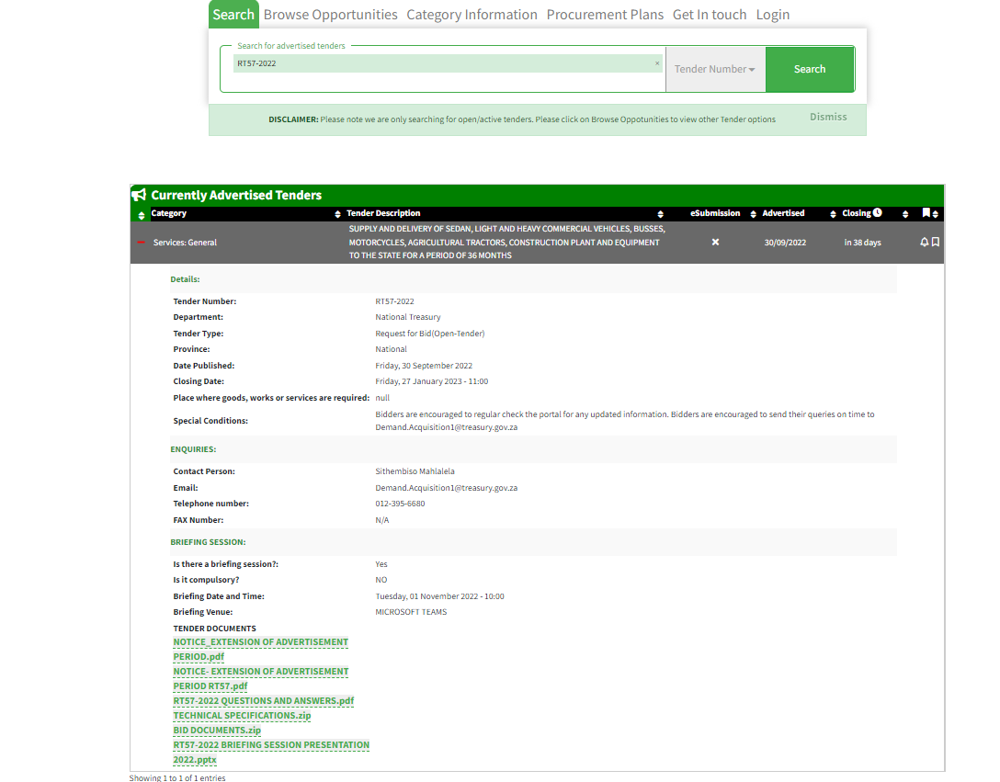 Search Browse Opportunities Category Information Procurement Plans Get In touch Login
Search for advertised tenders
RT57-2022 × Tender Number Search
DISCLAIMER: Please note we are only searching for open/active tenders. Please click on Browse Oppotunities to view other Tender options Dismiss
Currently Advertised Tenders
Category Tender Description eSubmission Advertised Closing
SUPPLY AND DELIVERY OF SEDAN, LIGHT AND HEAVY COMMERCIAL VEHICLES, BUSSES,
Services: General MOTORCYCLES, AGRICULTURAL TRACTORS, CONSTRUCTION PLANT AND EQUIPMENT 30/09/2022 in 38 days
TO THE STATE FOR A PERIOD OF 36 MONTHS
Details:
Tender Number: RT57-2022
Department: National Treasury
Tender Type: Request for Bid(Open-Tender)
Province: National
Date Published: Friday, 30 September 2022
Closing Date: Friday, 27 January 2023 - 11:00
Place where goods, works or services are required: null
Special Conditions: Bidders are encouraged to regular check the portal for any updated information. Bidders are encouraged to send their queries on time to
Demand.Acquisition1@treasury.gov.za
ENQUIRIES:
Contact Person: Sithembiso Mahlalela
Email: Demand.Acquisition1@treasury.gov.za
Telephone number: 012-395-6680
FAX Number: N/A
BRIEFING SESSION:
Is there a briefing session?: Yes
Is it compulsory? NO
Briefing Date and Time: Tuesday, 01 November 2022 - 10:00
Briefing Venue: MICROSOFT TEAMS
TENDER DOCUMENTS
NOTICE_EXTENSION OF ADVERTISEMENT
PERIOD.pdf
NOTICE- EXTENSION OF ADVERTISEMENT
PERIOD RT57.pdf
RT57-2022 QUESTIONS AND ANSWERS.pdf
TECHNICAL SPECIFICATIONS.zip
BID DOCUMENTS.zip
RT57-2022 BRIEFING SESSION PRESENTATION
2022.pptx
Showing 1 to 1 of 1 entries